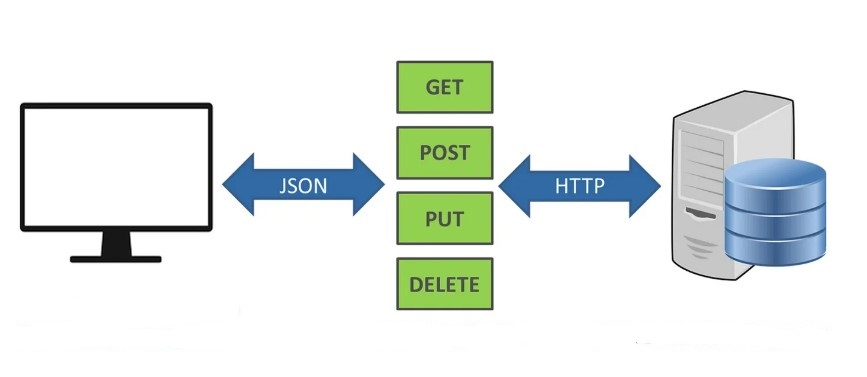 GET
POST
JSON
HTTP
PUT
DELETE